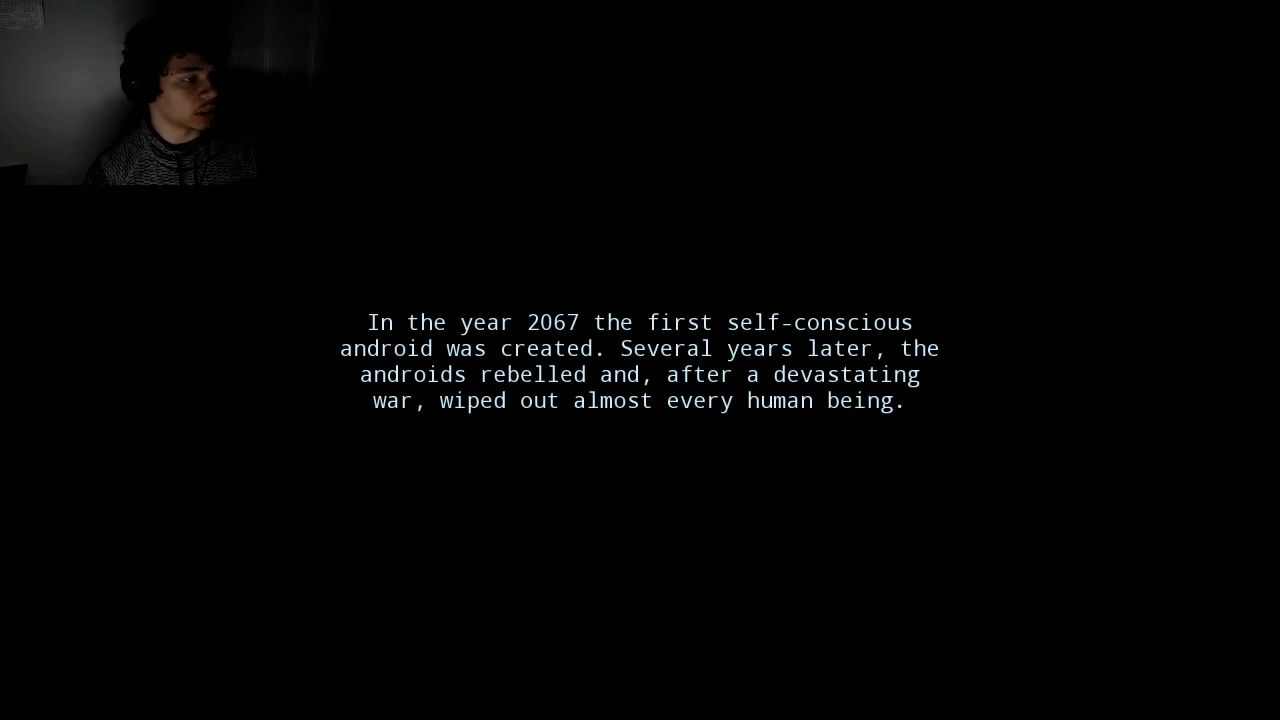 In the year 2067 the first self-conscious
android was created. Several years later, the
androids rebelled and, after a devastating
war, wiped out almost every human being.